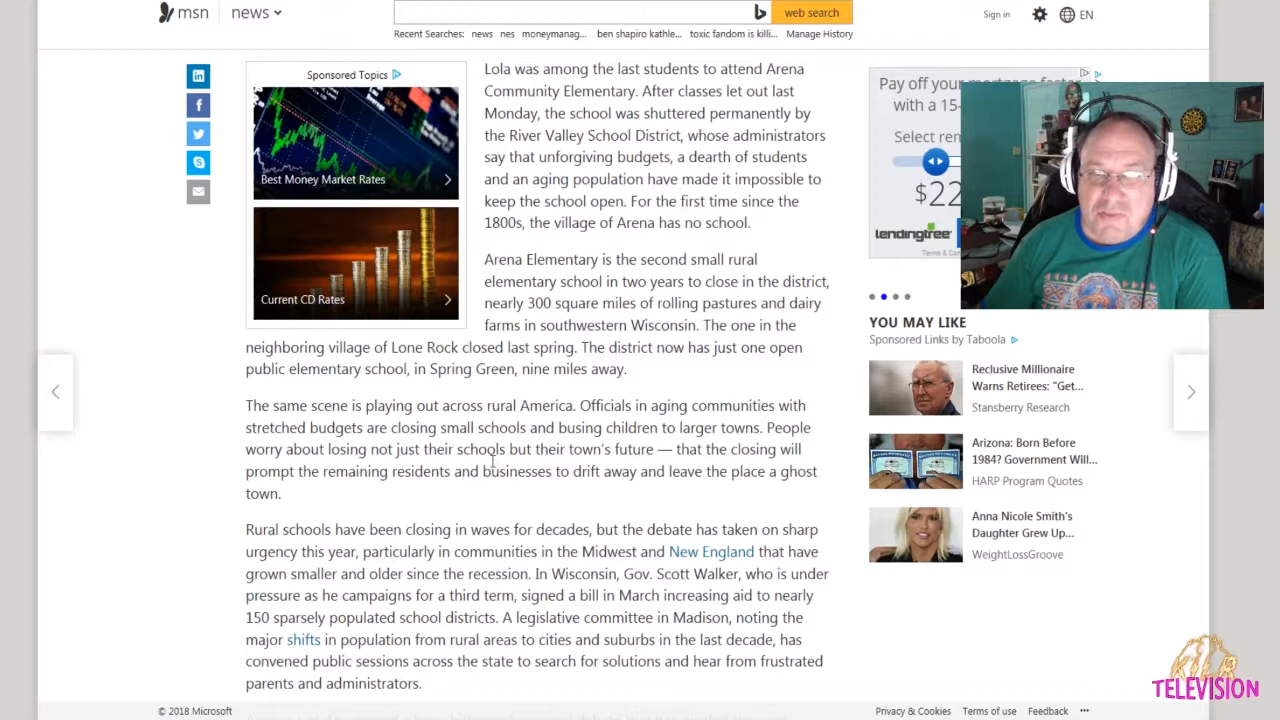 msn
news
web search
Sign in
EN
Recent Searches: news nes moneymanag... ben shapiro kathle... toxic fandom is killi... Manage History
Sponsored Topics
Best Money Market Rates
Current CD Rates
Lola was among the last students to attend Arena
Community Elementary. After classes let out last
Monday, the school was shuttered permanently by
the River Valley School District, whose administrators
say that unforgiving budgets, a dearth of students
and an aging population have made it impossible to
keep the school open. For the first time since the
1800s, the village of Arena has no school.
Arena Elementary is the second small rural
elementary school in two years to close in the district,
nearly 300 square miles of rolling pastures and dairy
farms in southwestern Wisconsin. The one in the
neighboring village of Lone Rock closed last spring. The district now has just one open
public elementary school, in Spring Green, nine miles away.
The same scene is playing out across rural America. Officials in aging communities with
stretched budgets are closing small schools and busing children to larger towns. People
worry about losing not just their schools but their town's future — that the closing will
prompt the remaining residents and businesses to drift away and leave the place a ghost
town.
Rural schools have been closing in waves for decades, but the debate has taken on sharp
urgency this year, particularly in communities in the Midwest and New England that have
grown smaller and older since the recession. In Wisconsin, Gov. Scott Walker, who is under
pressure as he campaigns for a third term, signed a bill in March increasing aid to nearly
150 sparsely populated school districts. A legislative committee in Madison, noting the
major shifts in population from rural areas to cities and suburbs in the last decade, has
convened public sessions across the state to search for solutions and hear from frustrated
parents and administrators.
Pay off your mortgage faster
with a 15-
Select
$22
lendingtree
Terms & Con
YOU MAY LIKE
Sponsored Links by Taboola
Reclusive Millionaire
Warns Retirees: "Get...
Stansberry Research
Arizona: Born Before
1984? Government Will...
HARP Program Quotes
Anna Nicole Smith's
Daughter Grew Up...
WeightLossGroove
TELEVISION
© 2018 Microsoft
Privacy & Cookies Terms of use Feedback ...